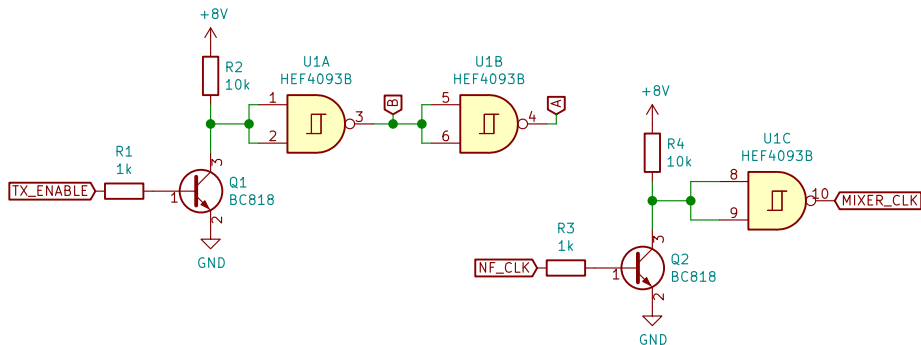 +8V
R2
10k
U1A
HEF4093B
1
2
3
B
U1B
HEF4093B
5
6
4
A
R1
1k
TX_ENABLE
1
3
2
Q1
BC818
GND
+8V
R4
10k
U1C
HEF4093B
8
9
10
MIXER_CLK
R3
1k
NF_CLK
1
3
2
Q2
BC818
GND